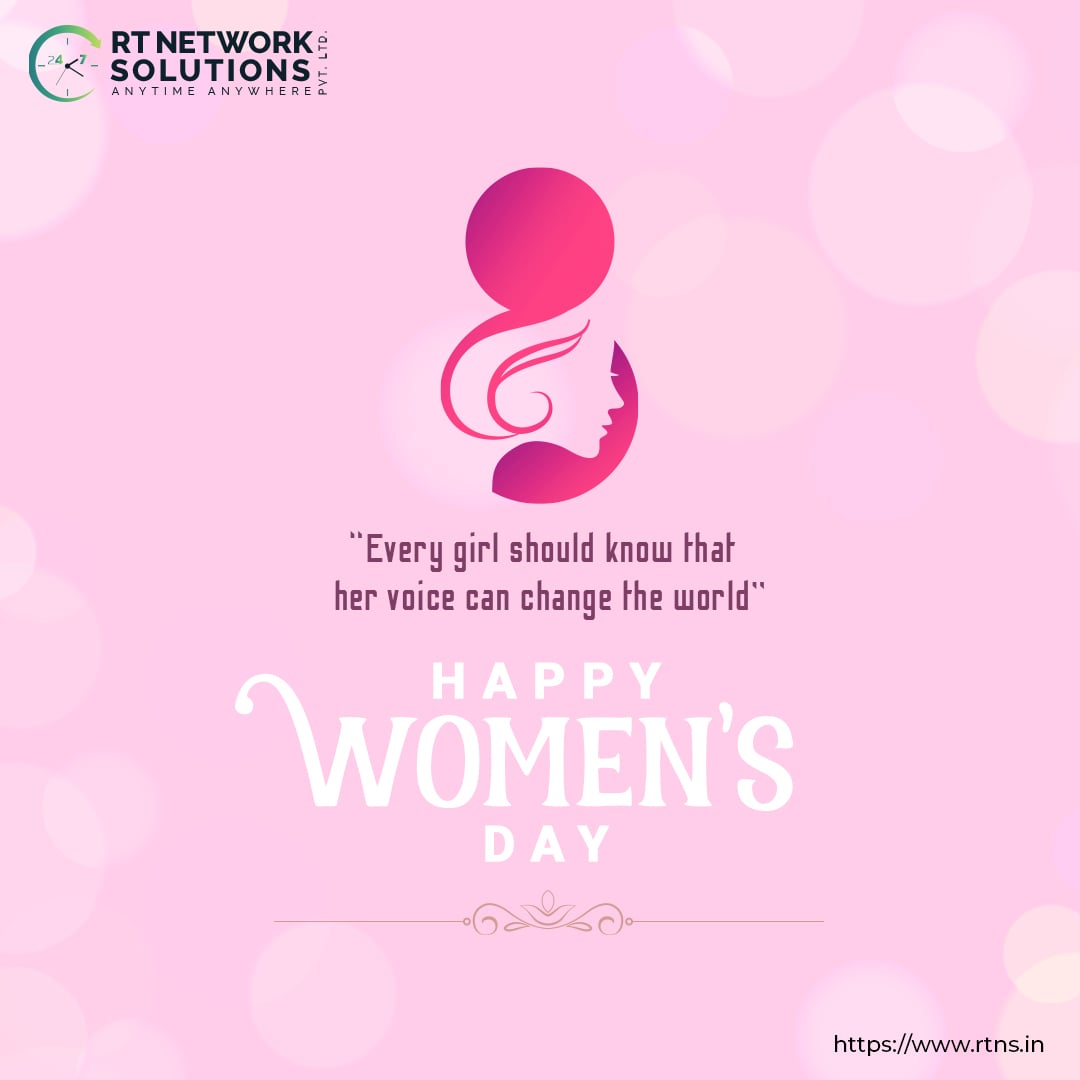 24 7
RT NETWORK
SOLUTIONS
PVT. LTD.
ANYTIME ANYWHERE
“Every girl should know that
her voice can change the world“
HAPPY
WOMEN'S
DAY
https://www.rtns.in